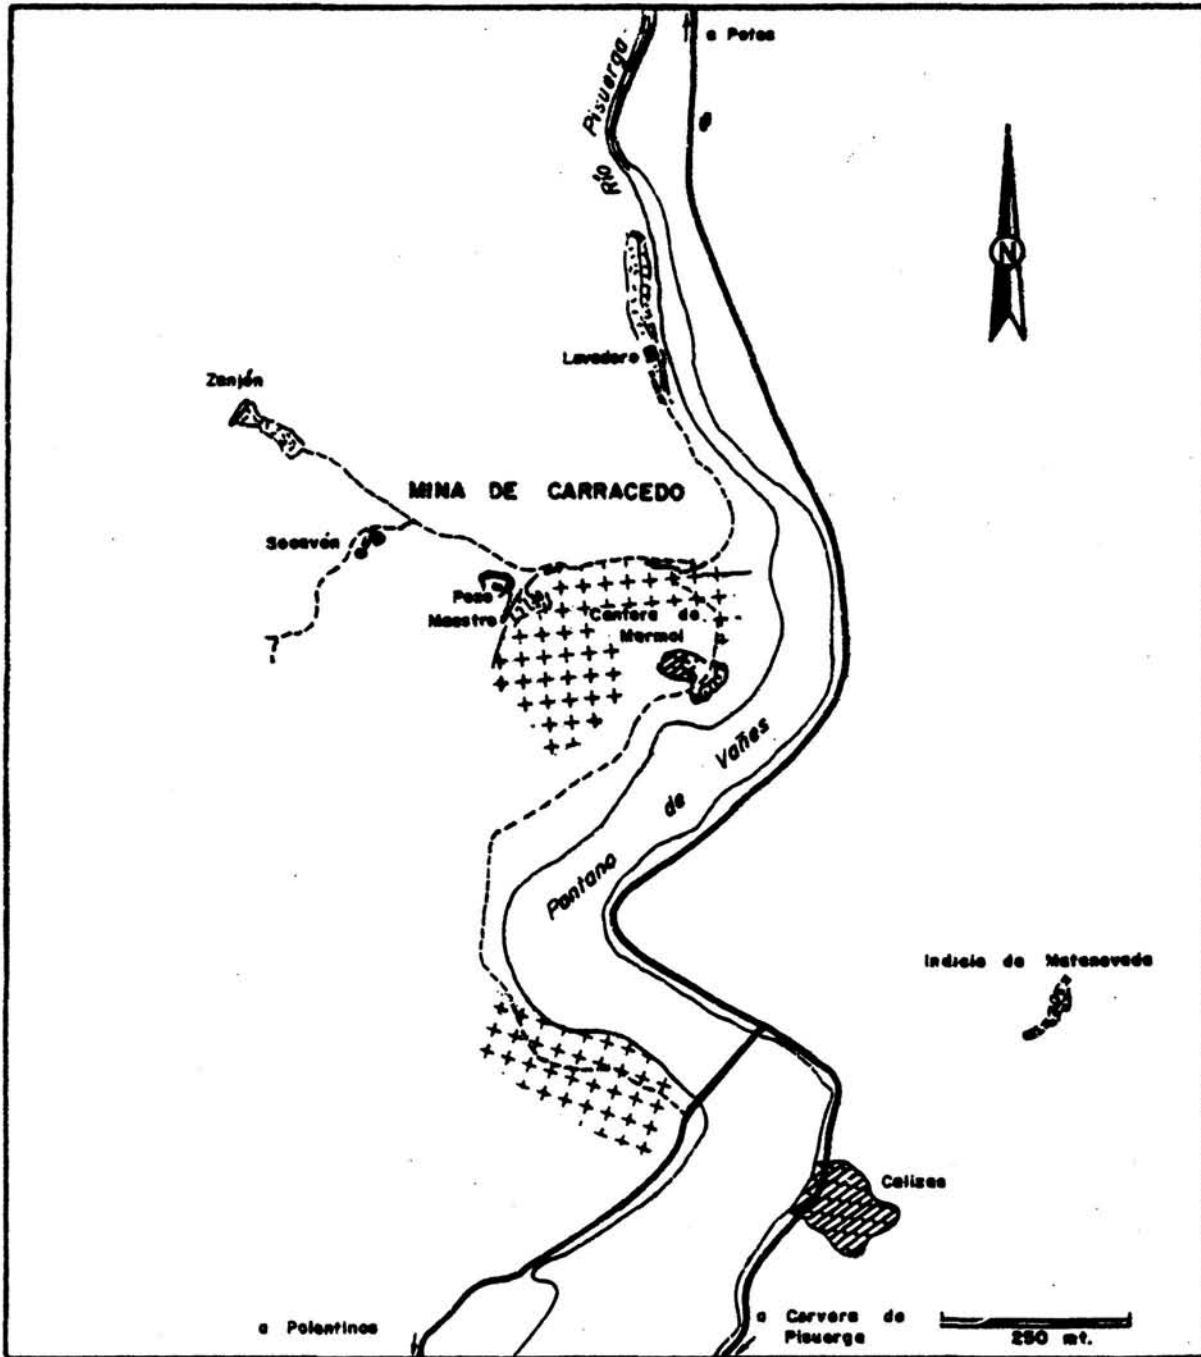 a Potes
Río Pisuerga
N
Lavadero
Zanjón
MINA DE CARRACEDO
Socavón
Pozo
Maestro
Cantera de
Marmol
Pantano de Vañes
Indicio de Matanevada
Calizas
a Polentinos
a Cervera de
Pisuerga
250 mt.